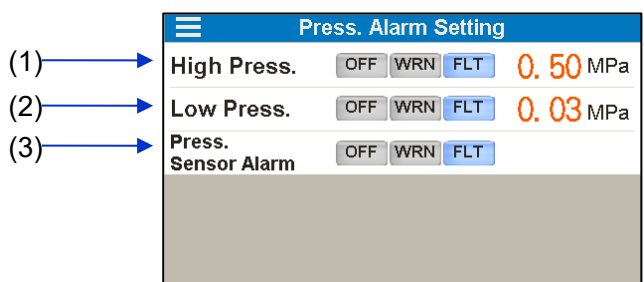 Press. Alarm Setting
(1) High Press. OFF WRN FLT 0.50 MPa
(2) Low Press. OFF WRN FLT 0.03 MPa
(3) Press.
Sensor Alarm OFF WRN FLT